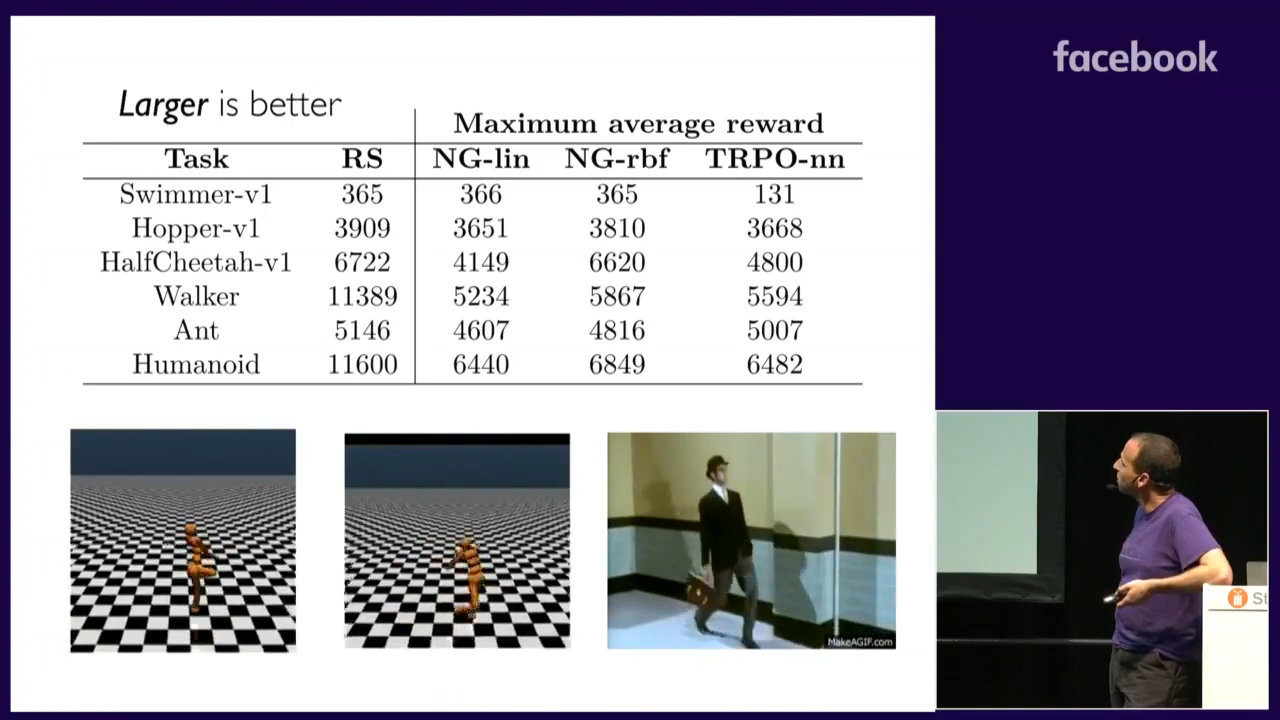 facebook
Larger is better
Maximum average reward
Task RS NG-lin NG-rbf TRPO-nn
Swimmer-v1 365 366 365 131
Hopper-v1 3909 3651 3810 3668
HalfCheetah-v1 6722 4149 6620 4800
Walker 11389 5234 5867 5594
Ant 5146 4607 4816 5007
Humanoid 11600 6440 6849 6482
MakeAGIF.com
St